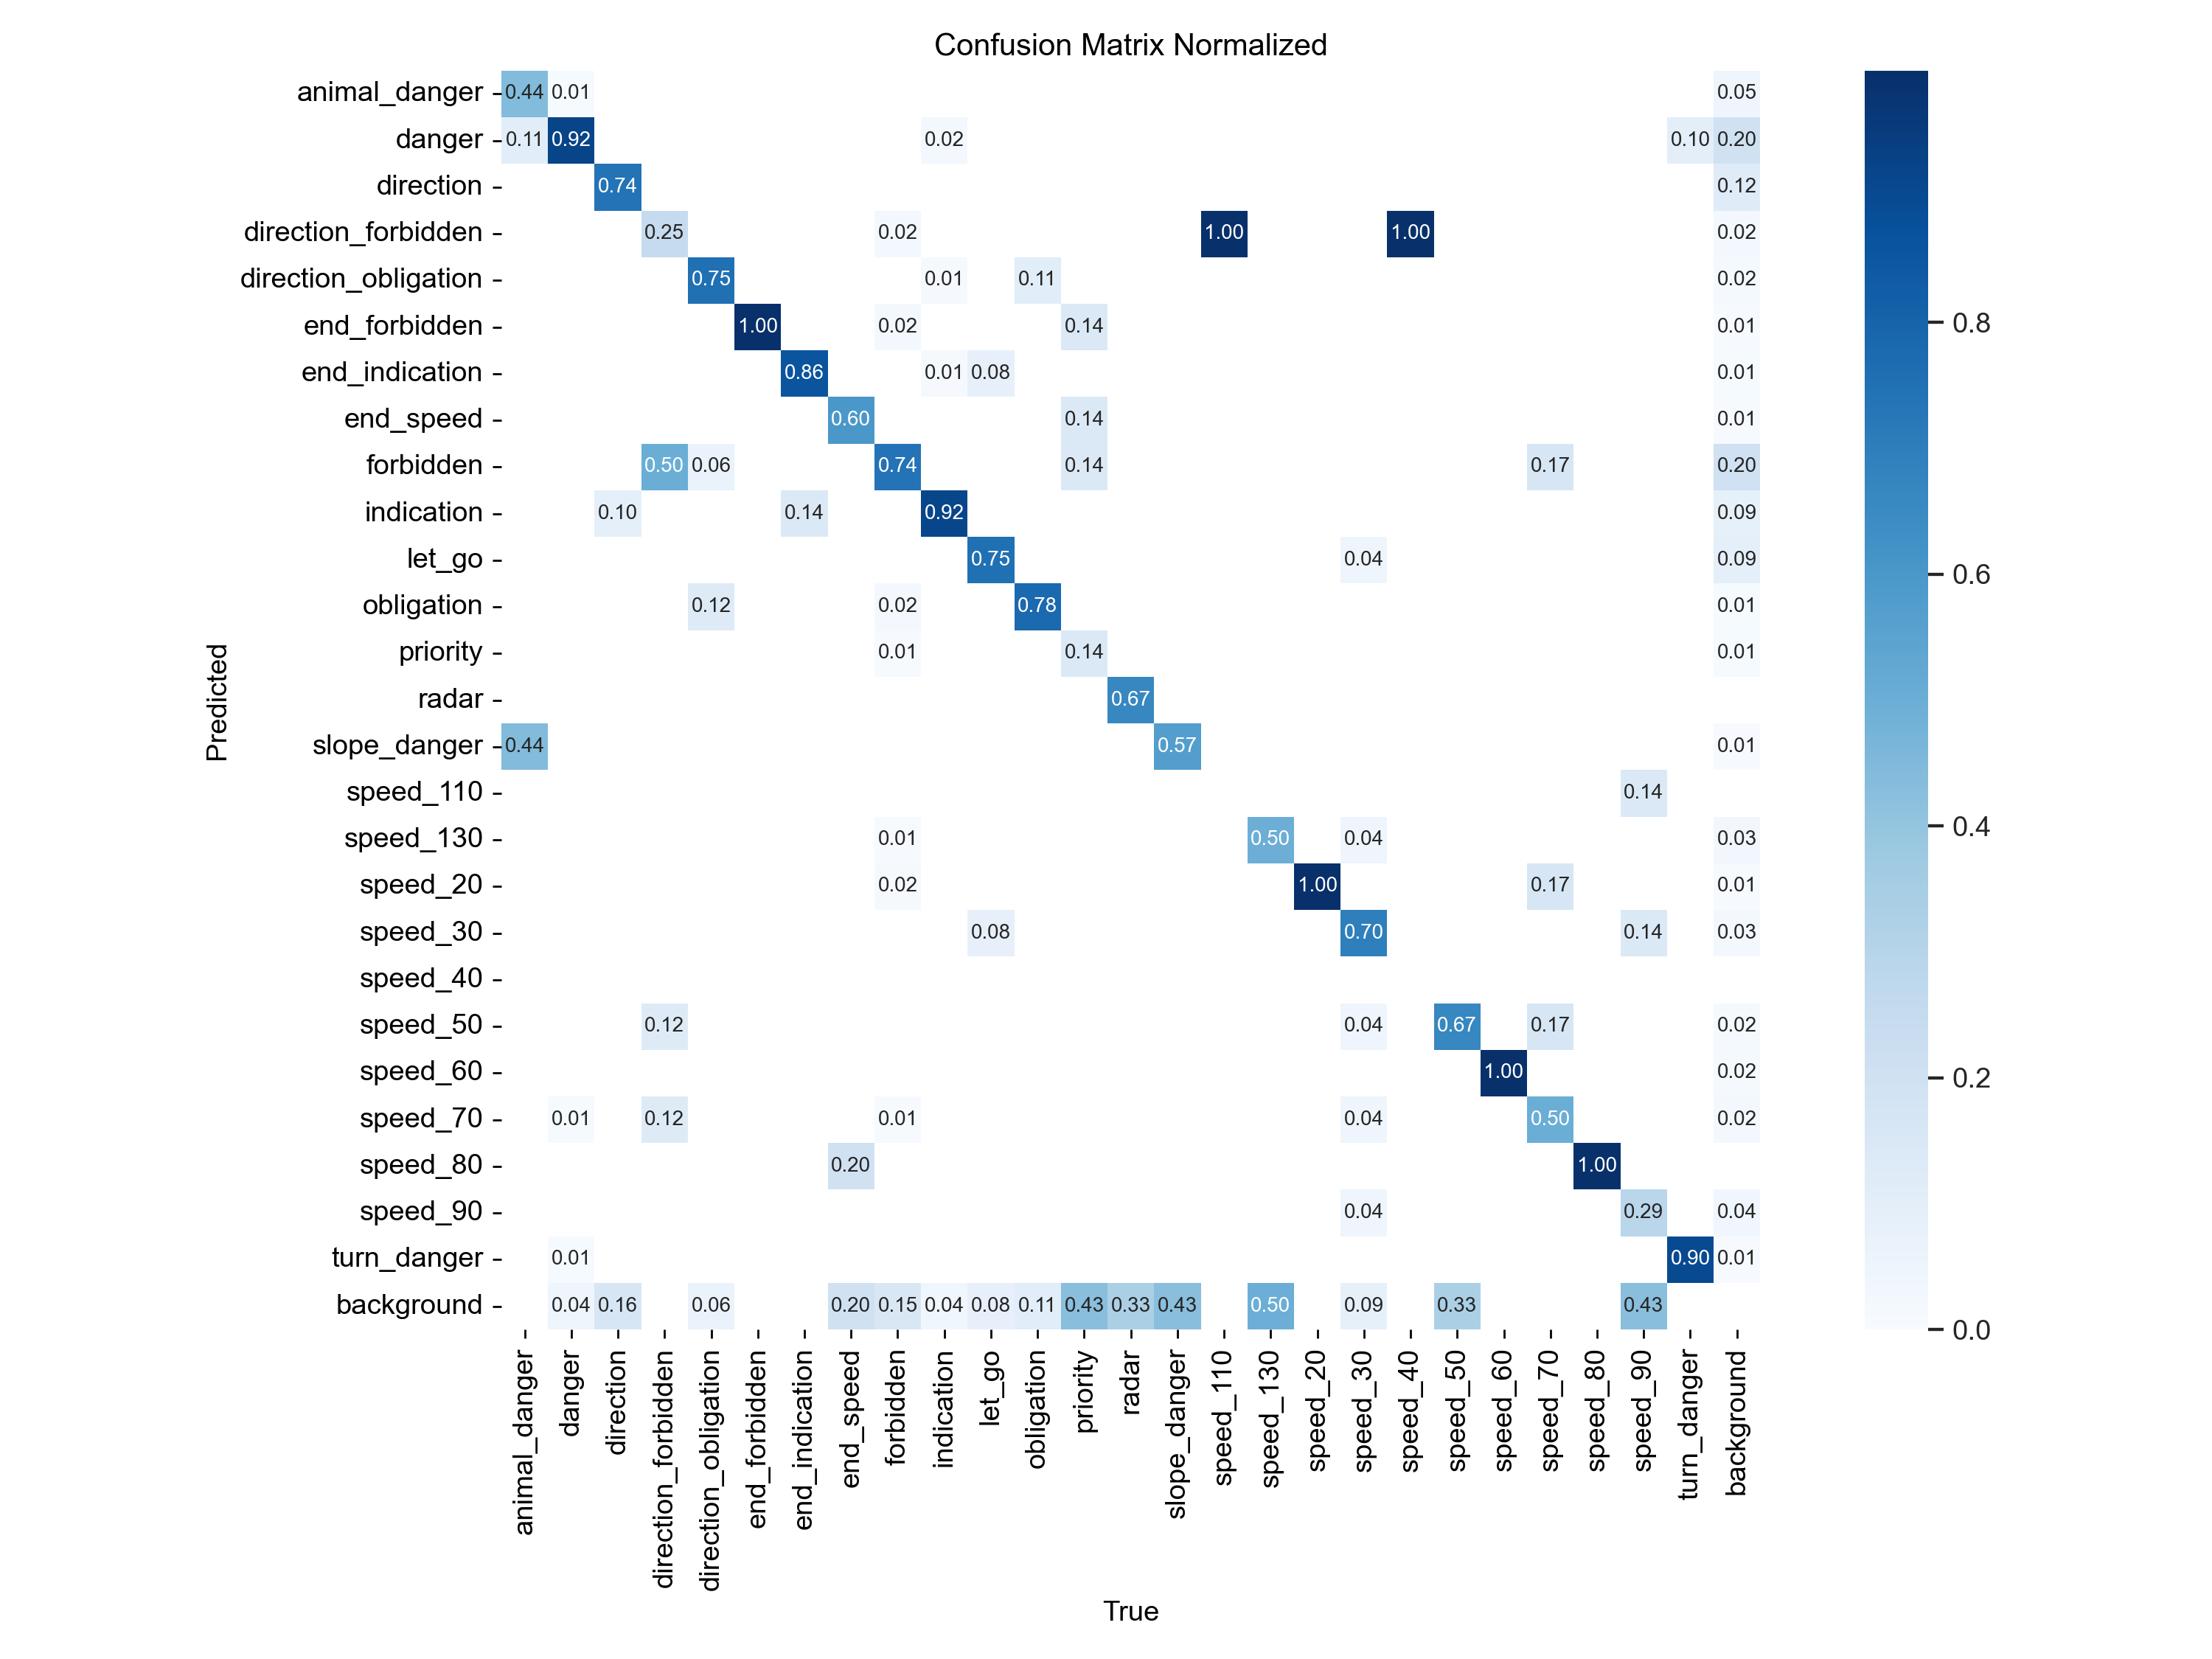 Confusion Matrix Normalized
animal_danger 0.44 0.01 0.05
danger 0.11 0.92 0.02 0.10 0.20
direction 0.74 0.12
direction_forbidden 0.25 0.02 1.00 1.00 0.02
direction_obligation 0.75 0.01 0.11 0.02
end_forbidden 1.00 0.02 0.14 0.01
end_indication 0.86 0.01 0.08 0.01
end_speed 0.60 0.14 0.01
forbidden 0.50 0.06 0.74 0.14 0.17 0.20
indication 0.10 0.14 0.92 0.09
let_go 0.75 0.04 0.09
obligation 0.12 0.02 0.78 0.01
priority 0.01 0.14 0.01
radar 0.67
slope_danger 0.44 0.57 0.01
speed_110 0.14
speed_130 0.01 0.50 0.04 0.03
speed_20 0.02 1.00 0.17 0.01
speed_30 0.08 0.70 0.14 0.03
speed_40
speed_50 0.12 0.04 0.67 0.17 0.02
speed_60 1.00 0.02
speed_70 0.01 0.12 0.01 0.04 0.50 0.02
speed_80 0.20 1.00
speed_90 0.04 0.29 0.04
turn_danger 0.01 0.90 0.01
background 0.04 0.16 0.06 0.20 0.15 0.04 0.08 0.11 0.43 0.33 0.43 0.50 0.09 0.33 0.43
Predicted
animal_danger
danger
direction
direction_forbidden
direction_obligation
end_forbidden
end_indication
end_speed
forbidden
indication
let_go
obligation
priority
radar
slope_danger
speed_110
speed_130
speed_20
speed_30
speed_40
speed_50
speed_60
speed_70
speed_80
speed_90
turn_danger
background
True
0.8
0.6
0.4
0.2
0.0